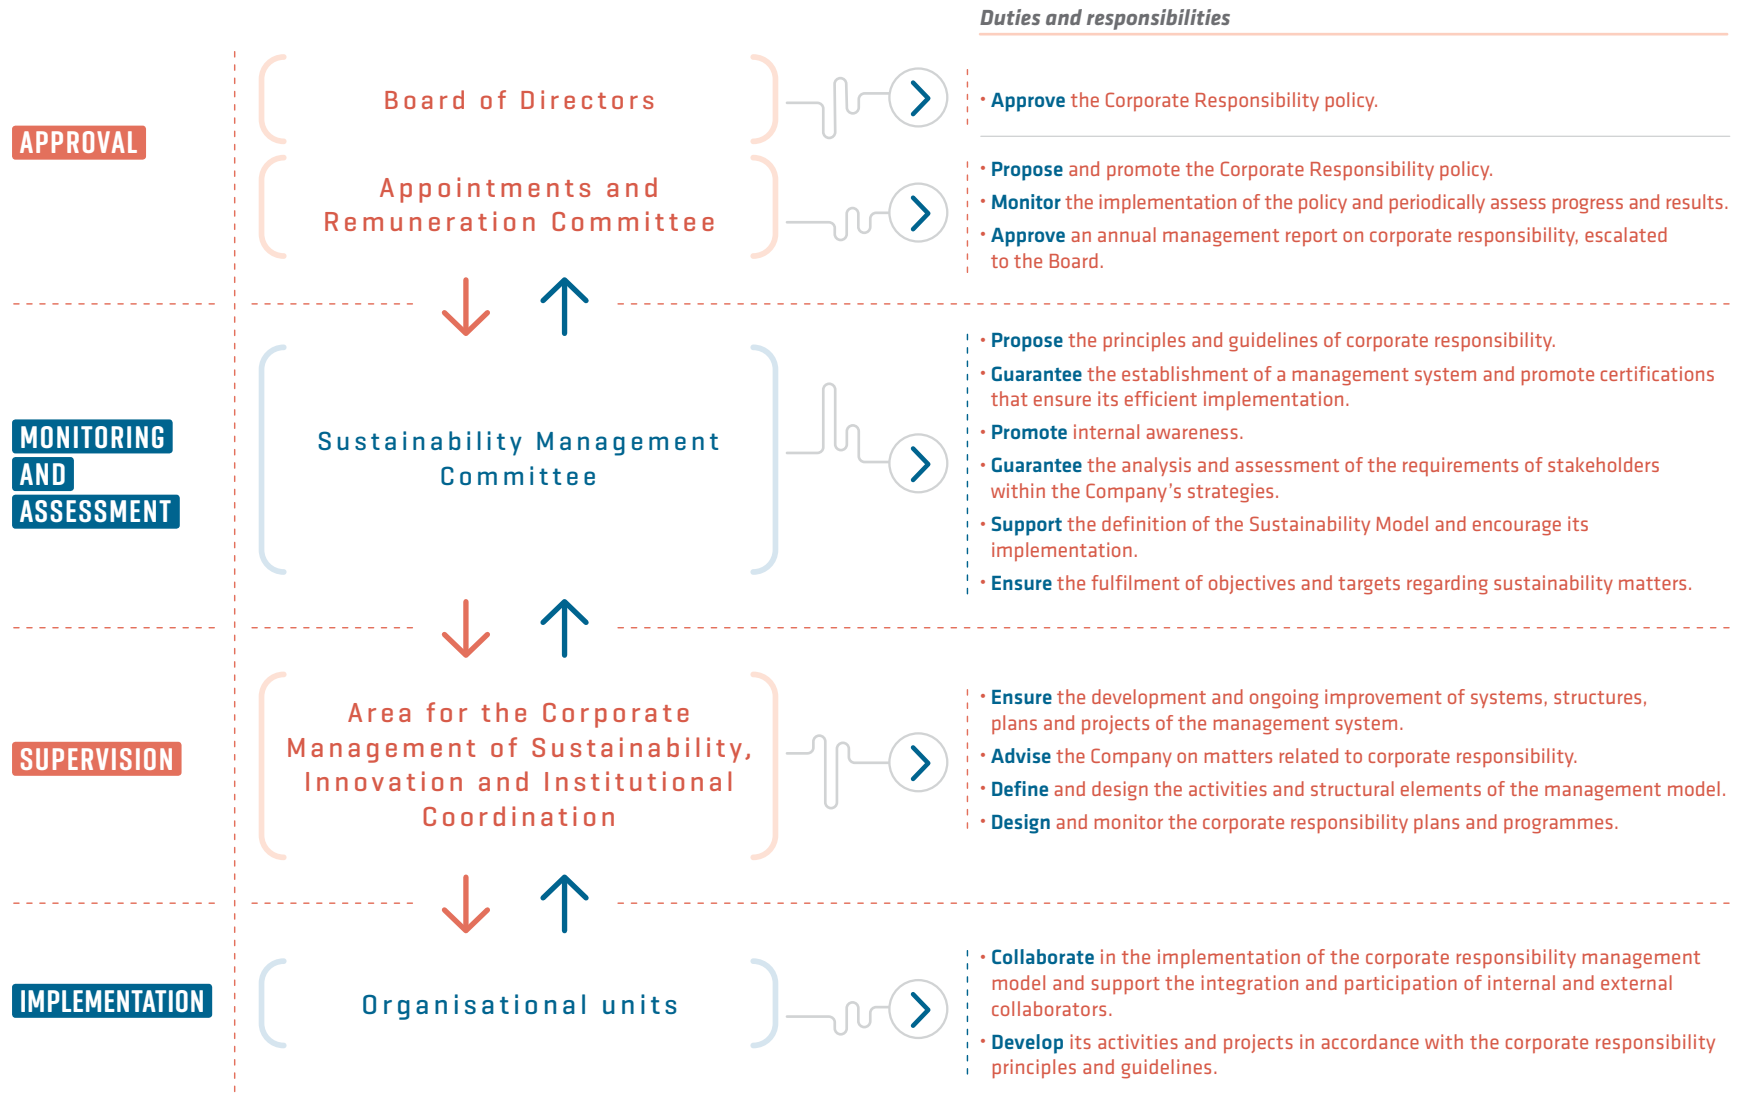 Duties and responsibilities
APPROVAL
Board of Directors
• Approve the Corporate Responsibility policy.
Appointments and
Remuneration Committee
• Propose and promote the Corporate Responsibility policy.
• Monitor the implementation of the policy and periodically assess progress and results.
• Approve an annual management report on corporate responsibility, escalated
to the Board.
MONITORING
AND
ASSESSMENT
Sustainability Management
Committee
• Propose the principles and guidelines of corporate responsibility.
• Guarantee the establishment of a management system and promote certifications
that ensure its efficient implementation.
• Promote internal awareness.
• Guarantee the analysis and assessment of the requirements of stakeholders
within the Company's strategies.
• Support the definition of the Sustainability Model and encourage its
implementation.
• Ensure the fulfilment of objectives and targets regarding sustainability matters.
SUPERVISION
Area for the Corporate
Management of Sustainability,
Innovation and Institutional
Coordination
• Ensure the development and ongoing improvement of systems, structures,
plans and projects of the management system.
• Advise the Company on matters related to corporate responsibility.
• Define and design the activities and structural elements of the management model.
• Design and monitor the corporate responsibility plans and programmes.
IMPLEMENTATION
Organisational units
• Collaborate in the implementation of the corporate responsibility management
model and support the integration and participation of internal and external
collaborators.
• Develop its activities and projects in accordance with the corporate responsibility
principles and guidelines.